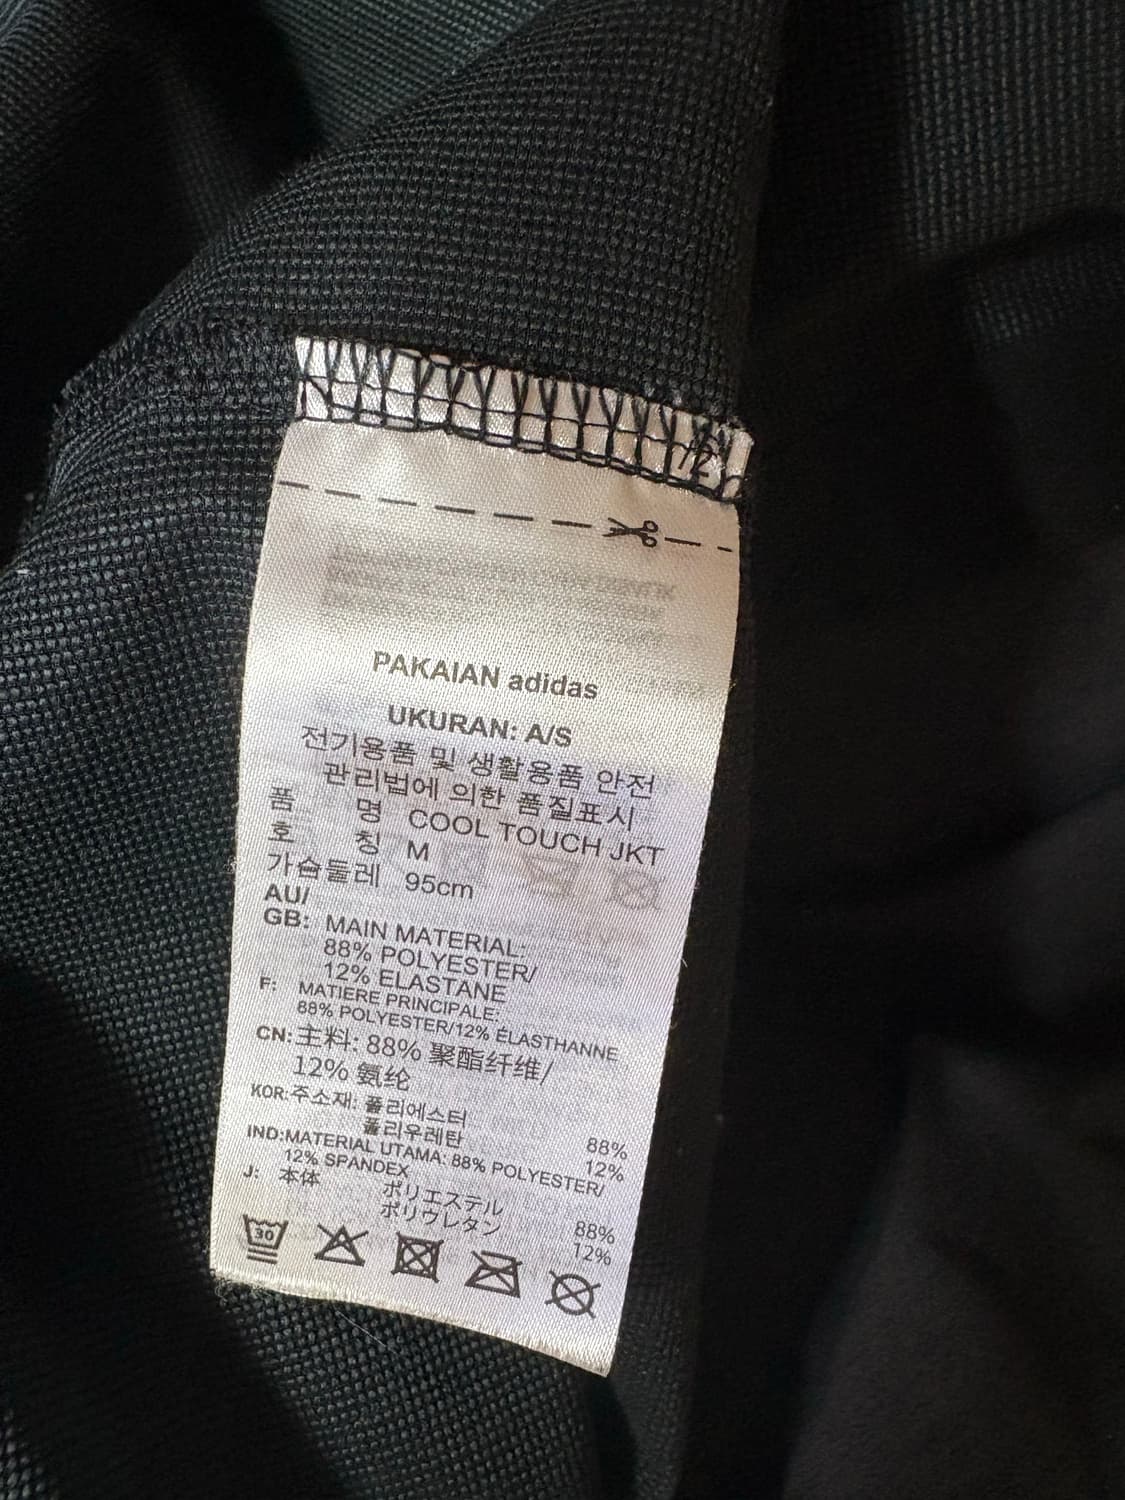 /2
PAKAIAN adidas
UKURAN: A/S
전기용품 및 생활용품 안전
관리법에 의한 품질표시
품 명 COOL TOUCH JKT
호 칭 M
가슴둘레 95cm
AU/
GB: MAIN MATERIAL:
88% POLYESTER/
12% ELASTANE
F: MATIERE PRINCIPALE:
88% POLYESTER/12% ÉLASTHANNE
CN: 主料: 88% 聚酯纤维/
12% 氨纶
KOR: 주소재: 폴리에스터 88%
폴리우레탄 12%
IND: MATERIAL UTAMA: 88% POLYESTER/
12% SPANDEX
J: 本体 ポリエステル 88%
ポリウレタン 12%
30